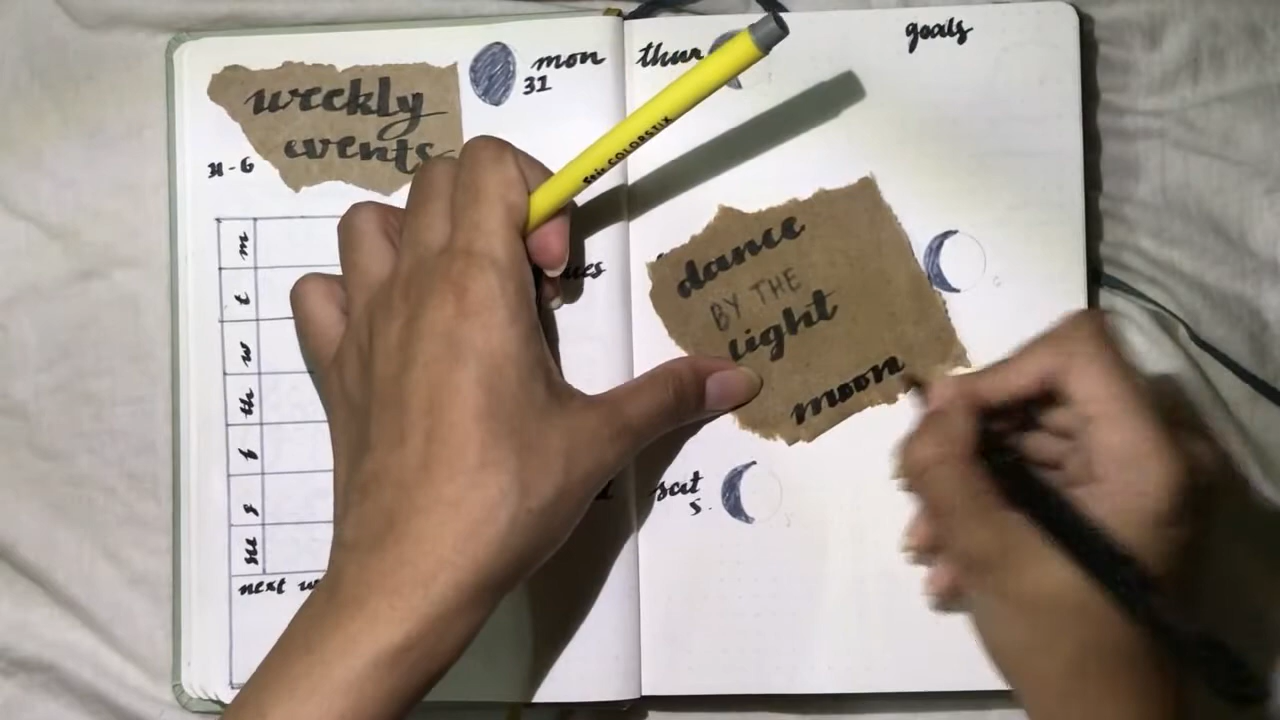 weekly
events
31 - 6
mon
31
m
t
w
th
f
s
su
next
thur
goals
COLORSTIX
dance
BY THE
light
moon
sat
5.